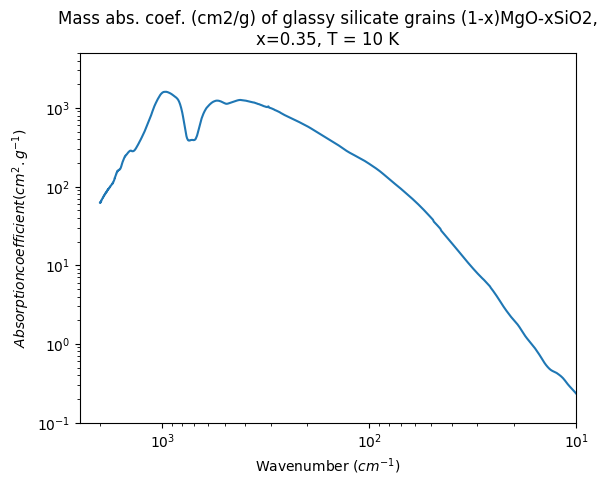 Mass abs. coef. (cm2/g) of glassy silicate grains (1-x)MgO-xSiO2,
x=0.35, T = 10 K
Absorptioncoefficient(cm².g⁻¹)
10³
10²
10¹
10⁰
10⁻¹
10³ 10² 10¹
Wavenumber (cm⁻¹)